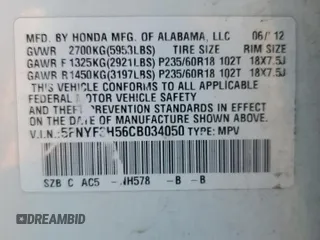 MFD. BY HONDA MFG. OF ALABAMA, LLC 06/12
GVWR 2700KG(5953LBS) TIRE SIZE RIM SIZE
GAWR F 1325KG(2921LBS) P235/60R18 102H 18X7.5J
GAWR R 1450KG(3197LBS) P235/60R18 102H 18X7.5J
THIS VEHICLE CONFORMS TO ALL APPLICABLE
FEDERAL MOTOR VEHICLE SAFETY, BUMPER,
AND THEFT PREVENTION STANDARDS IN EFFECT
ON THE DATE OF MANUFACTURE SHOWN ABOVE.
V.I.N.: TYPE: MPV
SZB C AC5 NH578 -B -B
DREAMBID